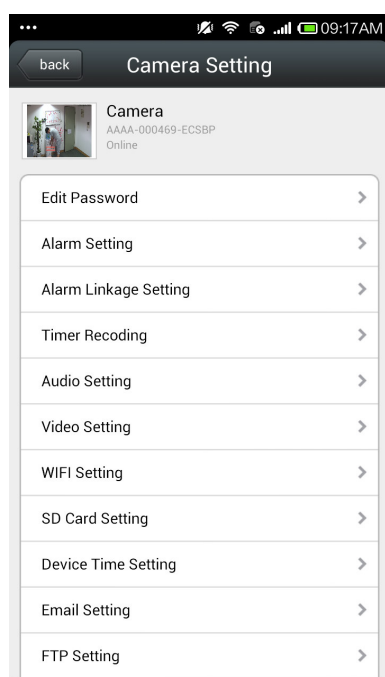 09:17AM
back
Camera Setting
Camera
AAAA-000469-ECSBP
Online
Edit Password
Alarm Setting
Alarm Linkage Setting
Timer Recoding
Audio Setting
Video Setting
WIFI Setting
SD Card Setting
Device Time Setting
Email Setting
FTP Setting